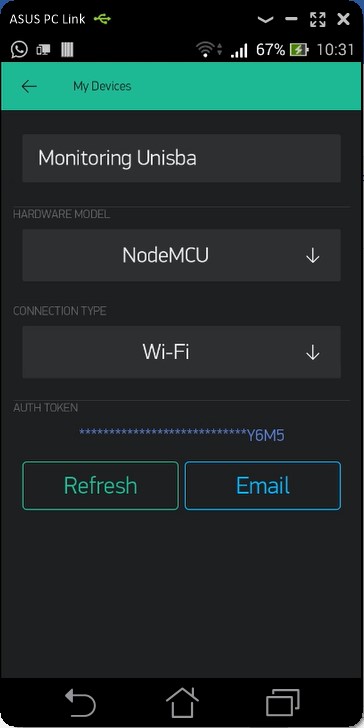 ASUS PC Link
67% 10:31
My Devices
Monitoring Unisba
HARDWARE MODEL
NodeMCU
CONNECTION TYPE
Wi-Fi
AUTH TOKEN
****************************Y6M5
Refresh Email